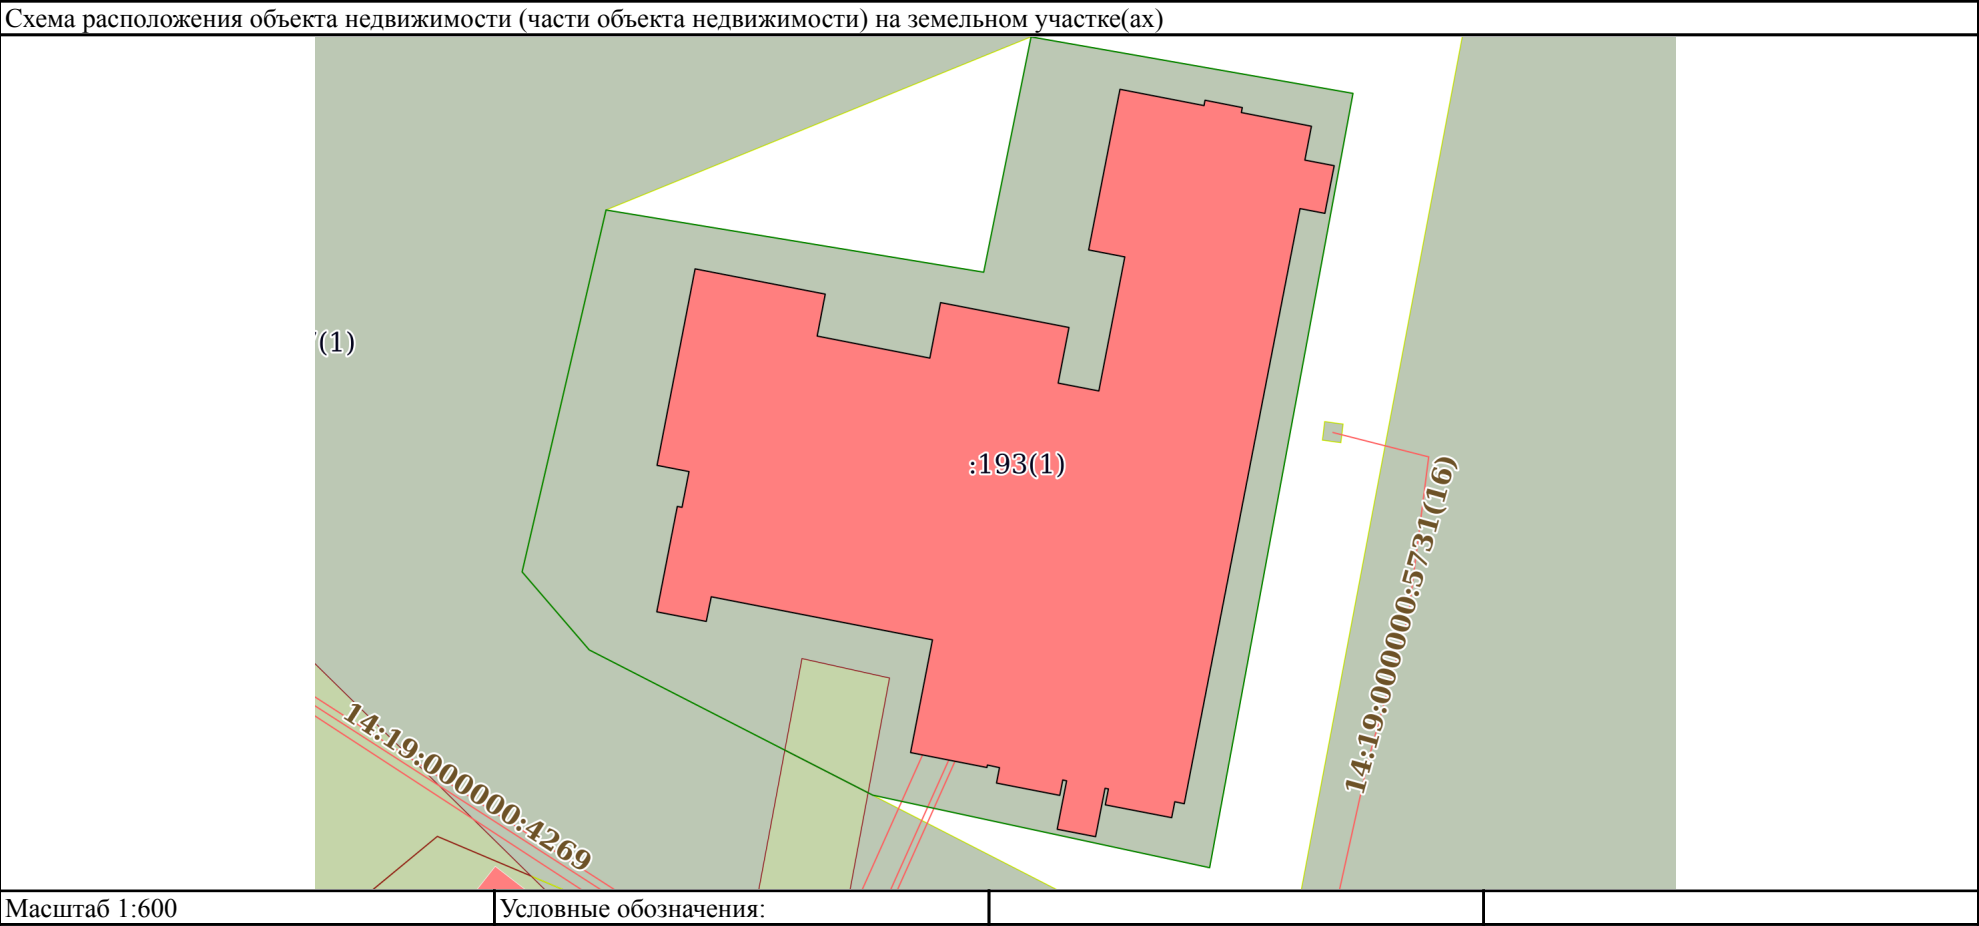 Схема расположения объекта недвижимости (части объекта недвижимости) на земельном участке(ах)
(1)
:193(1)
14:19:000000:5731(16)
14:19:000000:4269
Масштаб 1:600
Условные обозначения: